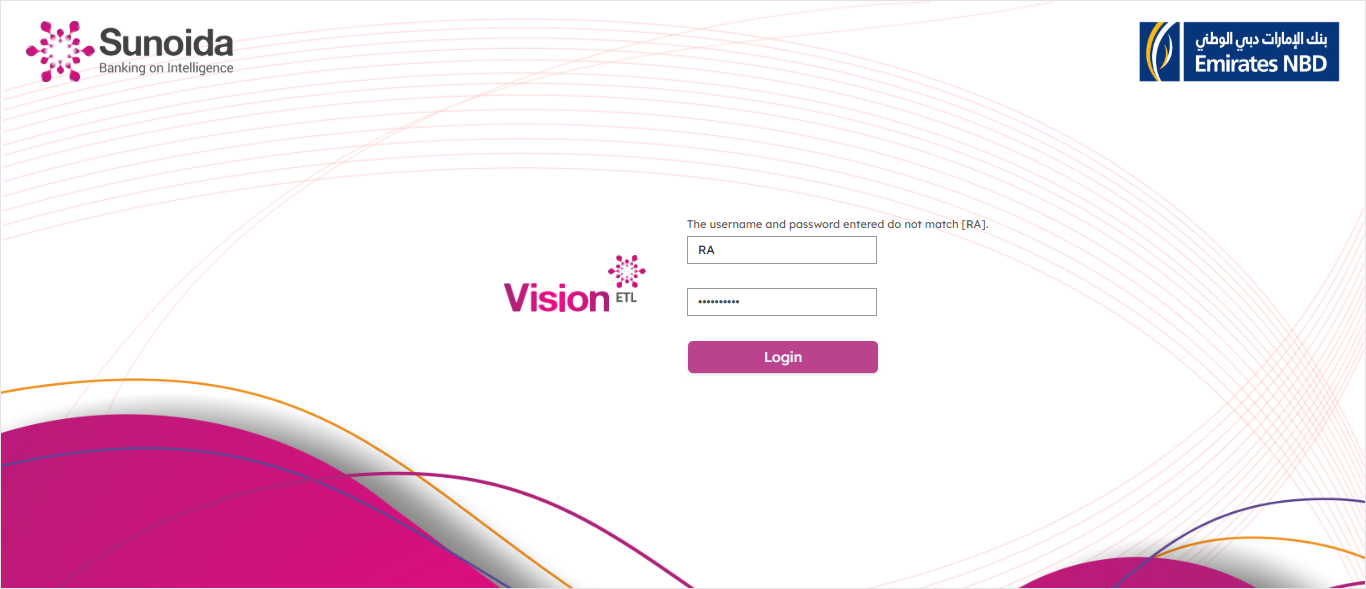 Sunoida
Banking on Intelligence
بنك الإمارات دبي الوطني
Emirates NBD
The username and password entered do not match [RA].
RA
••••••••••
Vision
ETL
Login